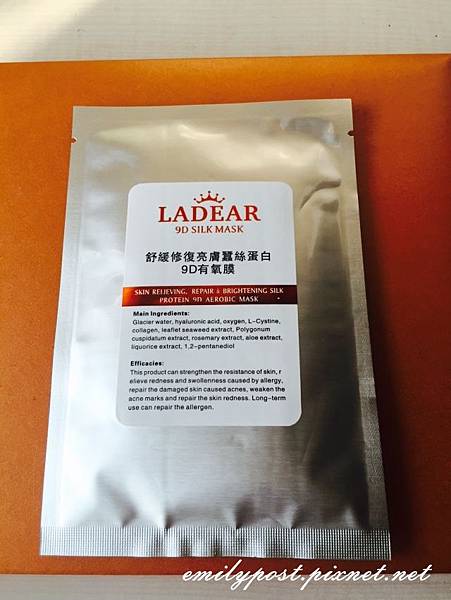 LADEAR
9D SILK MASK
舒緩修復亮膚蠶絲蛋白
9D有氧膜
SKIN RELIEVING, REPAIR & BRIGHTENING SILK
PROTEIN 9D AEROBIC MASK
Main Ingredients:
Glacier water, hyaluronic acid, oxygen, L-Cystine,
collagen, leaflet seaweed extract, Polygonum
cuspidatum extract, rosemary extract, aloe extract,
liquorice extract, 1,2-pentanediol
Efficacies:
This product can strengthen the resistance of skin, r
elieve redness and swollenness caused by allergy,
repair the damaged skin caused acnes, weaken the
acne marks and repair the skin redness. Long-term
use can repair the allergen.
emilypost.pixnet.net